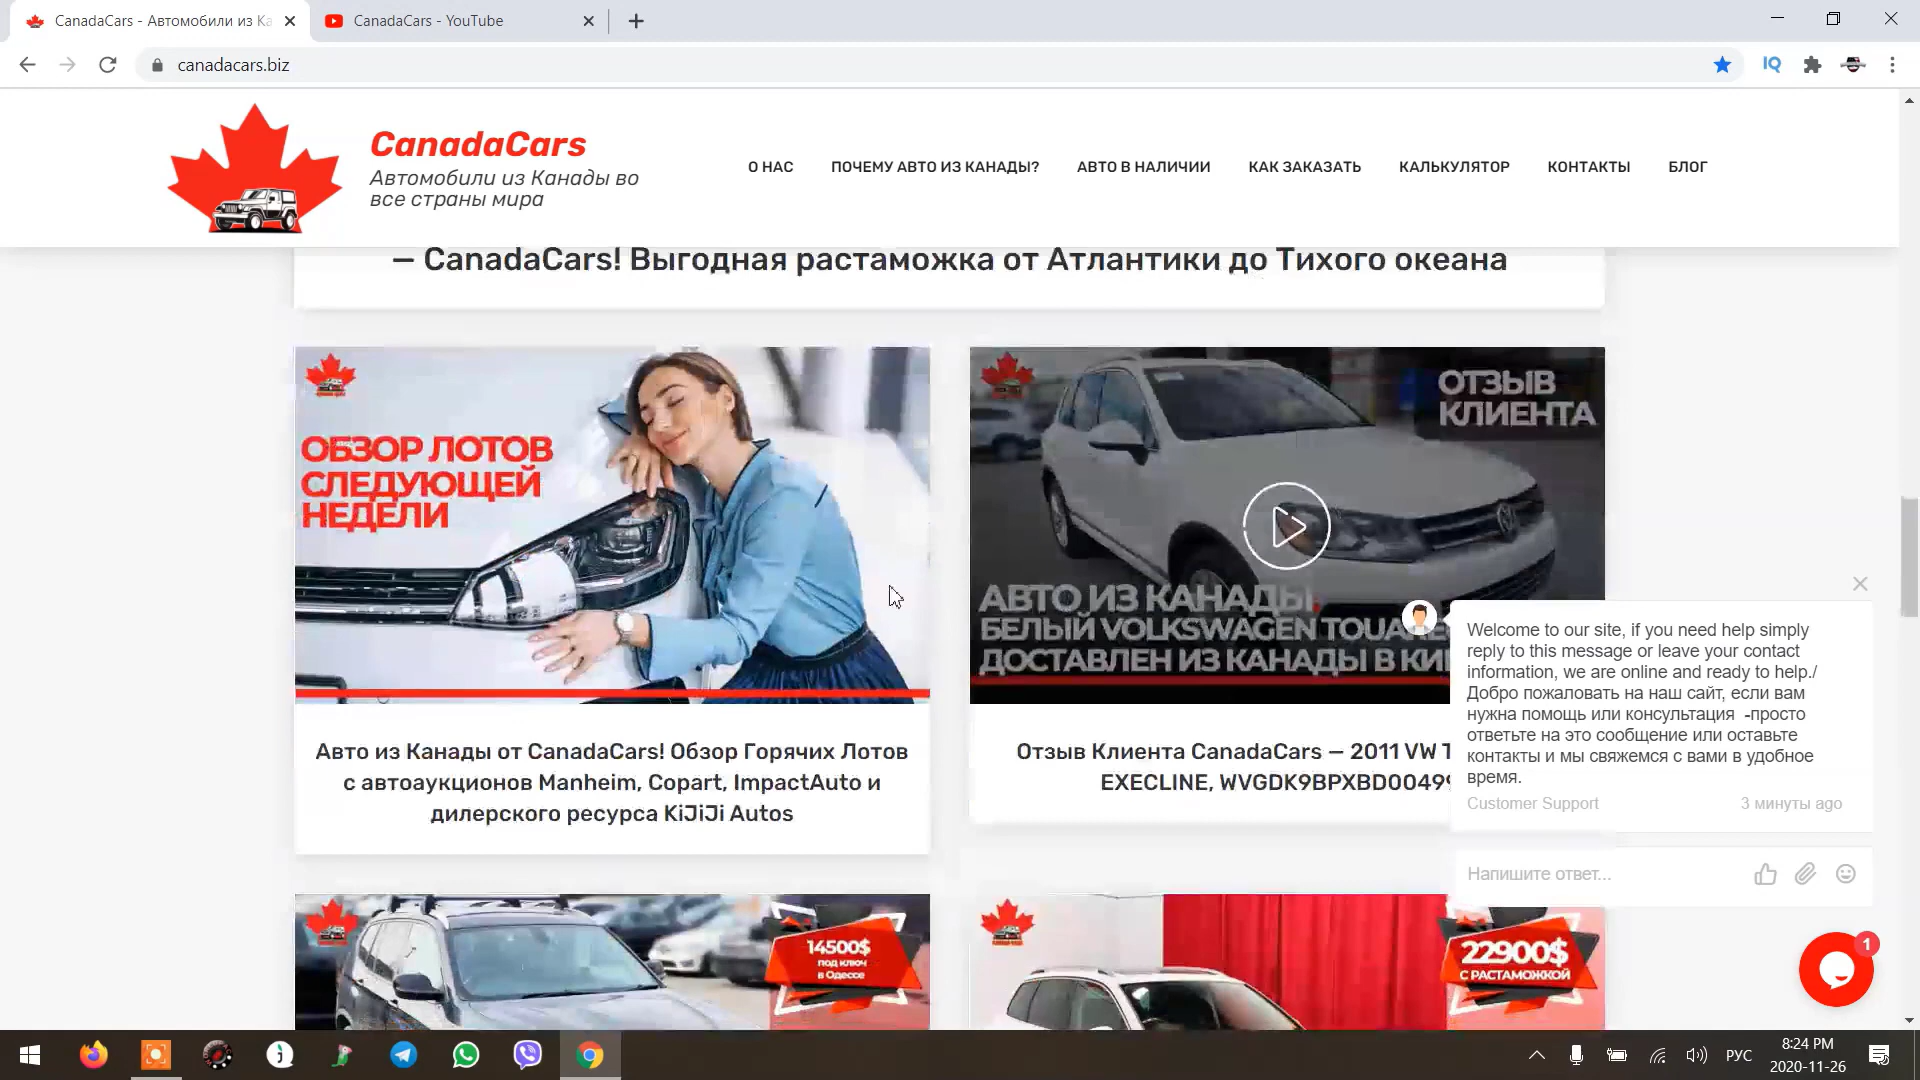 CanadaCars - Автомобили из Ка
CanadaCars - YouTube
canadacars.biz
IQ
CanadaCars
Автомобили из Канады во
все страны мира
О НАС
ПОЧЕМУ АВТО ИЗ КАНАДЫ?
АВТО В НАЛИЧИИ
КАК ЗАКАЗАТЬ
КАЛЬКУЛЯТОР
КОНТАКТЫ
БЛОГ
— CanadaCars! Выгодная растаможка от Атлантики до Тихого океана
ОБЗОР ЛОТОВ
СЛЕДУЮЩЕЙ
НЕДЕЛИ
Авто из Канады от CanadaCars! Обзор Горячих Лотов
с автоаукционов Manheim, Copart, ImpactAuto и
дилерского ресурса KiJiJi Autos
ОТЗЫВ
КЛИЕНТА
АВТО ИЗ КАНАДЫ.
БЕЛЫЙ VOLKSWAGEN TOUARE
ДОСТАВЛЕН ИЗ КАНАДЫ В КИ
Отзыв Клиента CanadaCars — 2011 VW T
EXECLINE, WVGDK9BPXBD00499
14500$
под ключ
в Одессе
22900$
С РАСТАМОЖКОЙ
Welcome to our site, if you need help simply
reply to this message or leave your contact
information, we are online and ready to help./
Добро пожаловать на наш сайт, если вам
нужна помощь или консультация -просто
ответьте на это сообщение или оставьте
контакты и мы свяжемся с вами в удобное
время.
Customer Support
3 минуты ago
Напишите ответ...
1
РУС
8:24 PM
2020-11-26